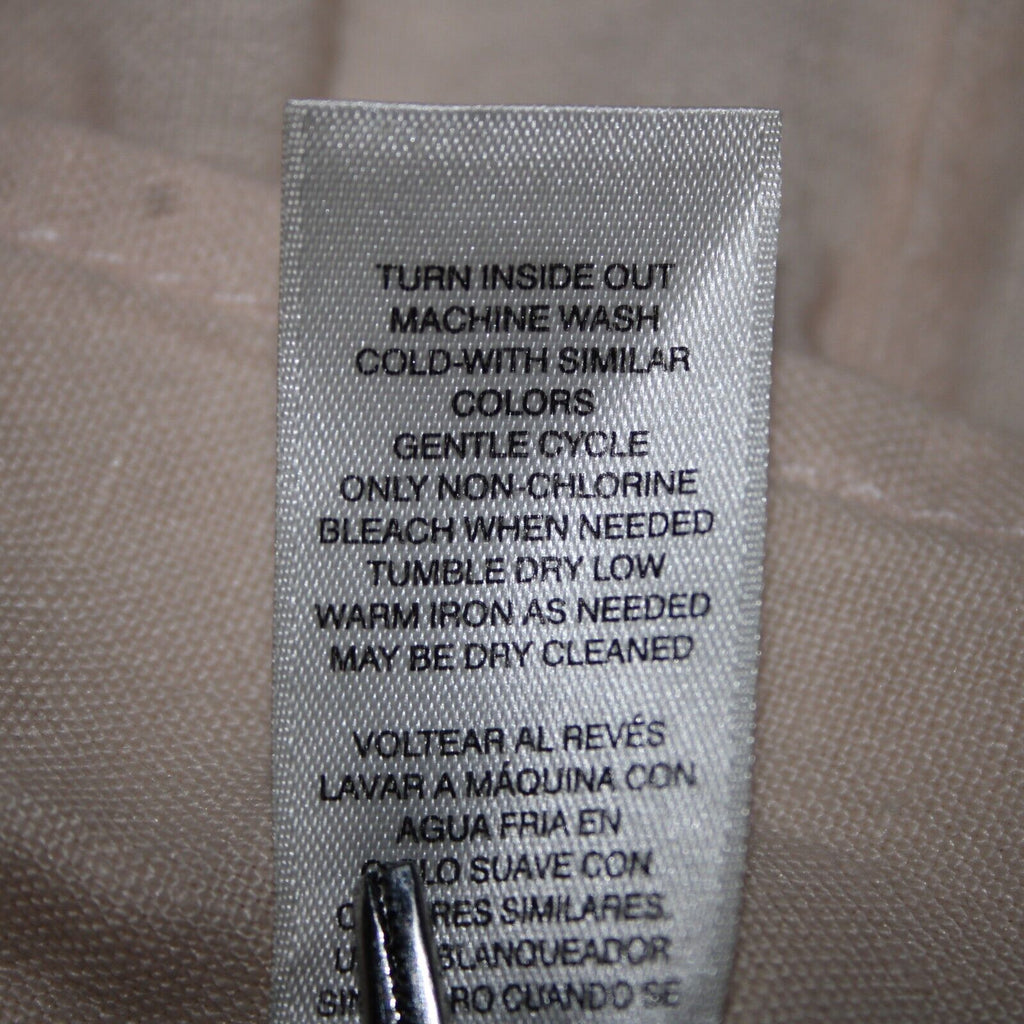 TURN INSIDE OUT
MACHINE WASH
COLD-WITH SIMILAR
COLORS
GENTLE CYCLE
ONLY NON-CHLORINE
BLEACH WHEN NEEDED
TUMBLE DRY LOW
WARM IRON AS NEEDED
MAY BE DRY CLEANED
VOLTEAR AL REVÉS
LAVAR A MÁQUINA CON
AGUA FRIA EN
SUAVE CON
SIMILARES.
BLANQUEADOR
CUANDO SE